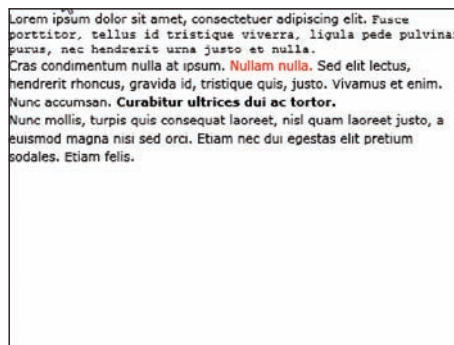 Lorem ipsum dolor sit amet, consectetuer adipiscing elit. Fusce
porttitor, tellus id tristique viverra, ligula pede pulvinar
purus, nec hendrerit urna justo et nulla.
Cras condimentum nulla at ipsum. Nullam nulla. Sed elit lectus,
hendrerit rhoncus, gravida id, tristique quis, justo. Vivamus et enim.
Nunc accumsan. Curabitur ultrices dui ac tortor.
Nunc mollis, turpis quis consequat laoreet, nisl quam laoreet justo, a
euismod magna nisi sed orci. Etiam nec dui egestas elit pretium
sodales. Etiam felis.